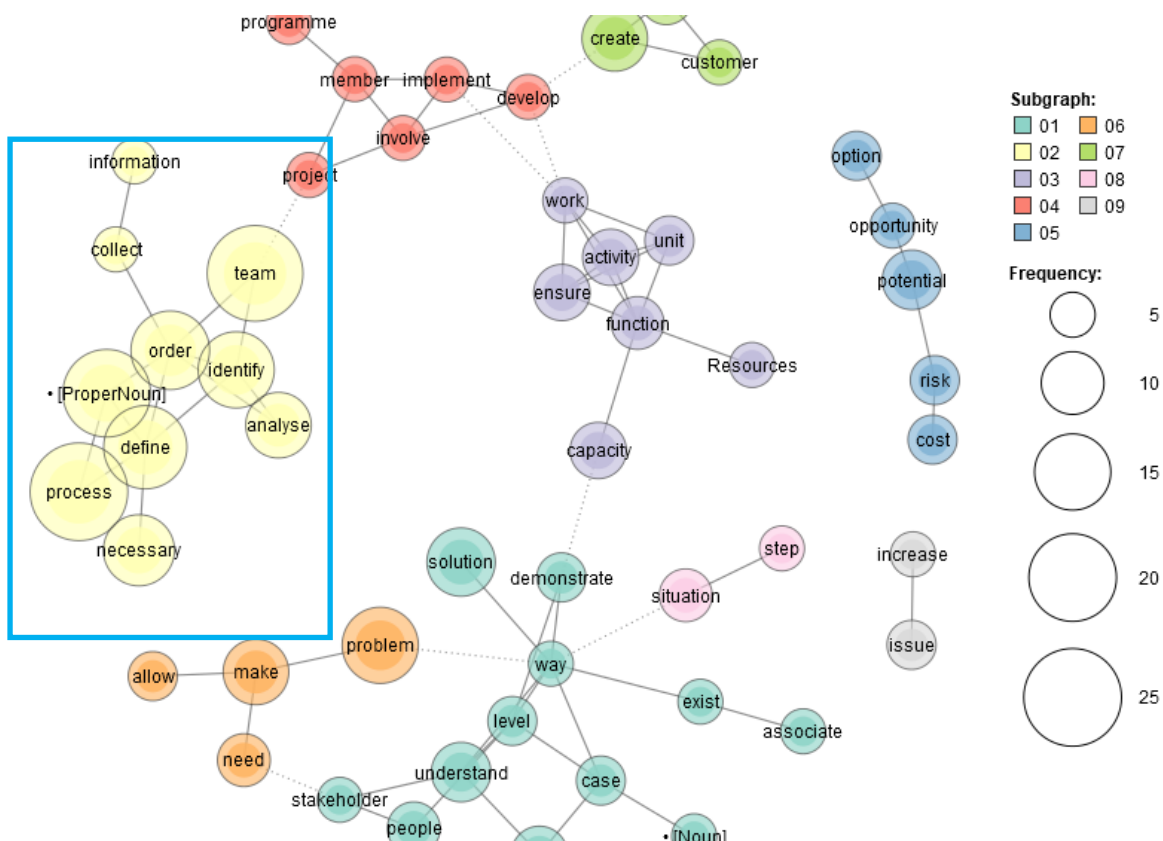 programme
create
member
implement
customer
develop
involve
information
project
collect
team
work
unit
activity
ensure
function
Resources
order
identify
• [ProperNoun]
analyse
define
process
necessary
capacity
option
opportunity
potential
risk
cost
Subgraph:
01 06
02 07
03 08
04 09
05
Frequency:
5
10
15
20
25
solution
demonstrate
step
situation
increase
issue
problem
way
allow
make
need
level
exist
associate
understand
case
stakeholder
people
• [Noun]